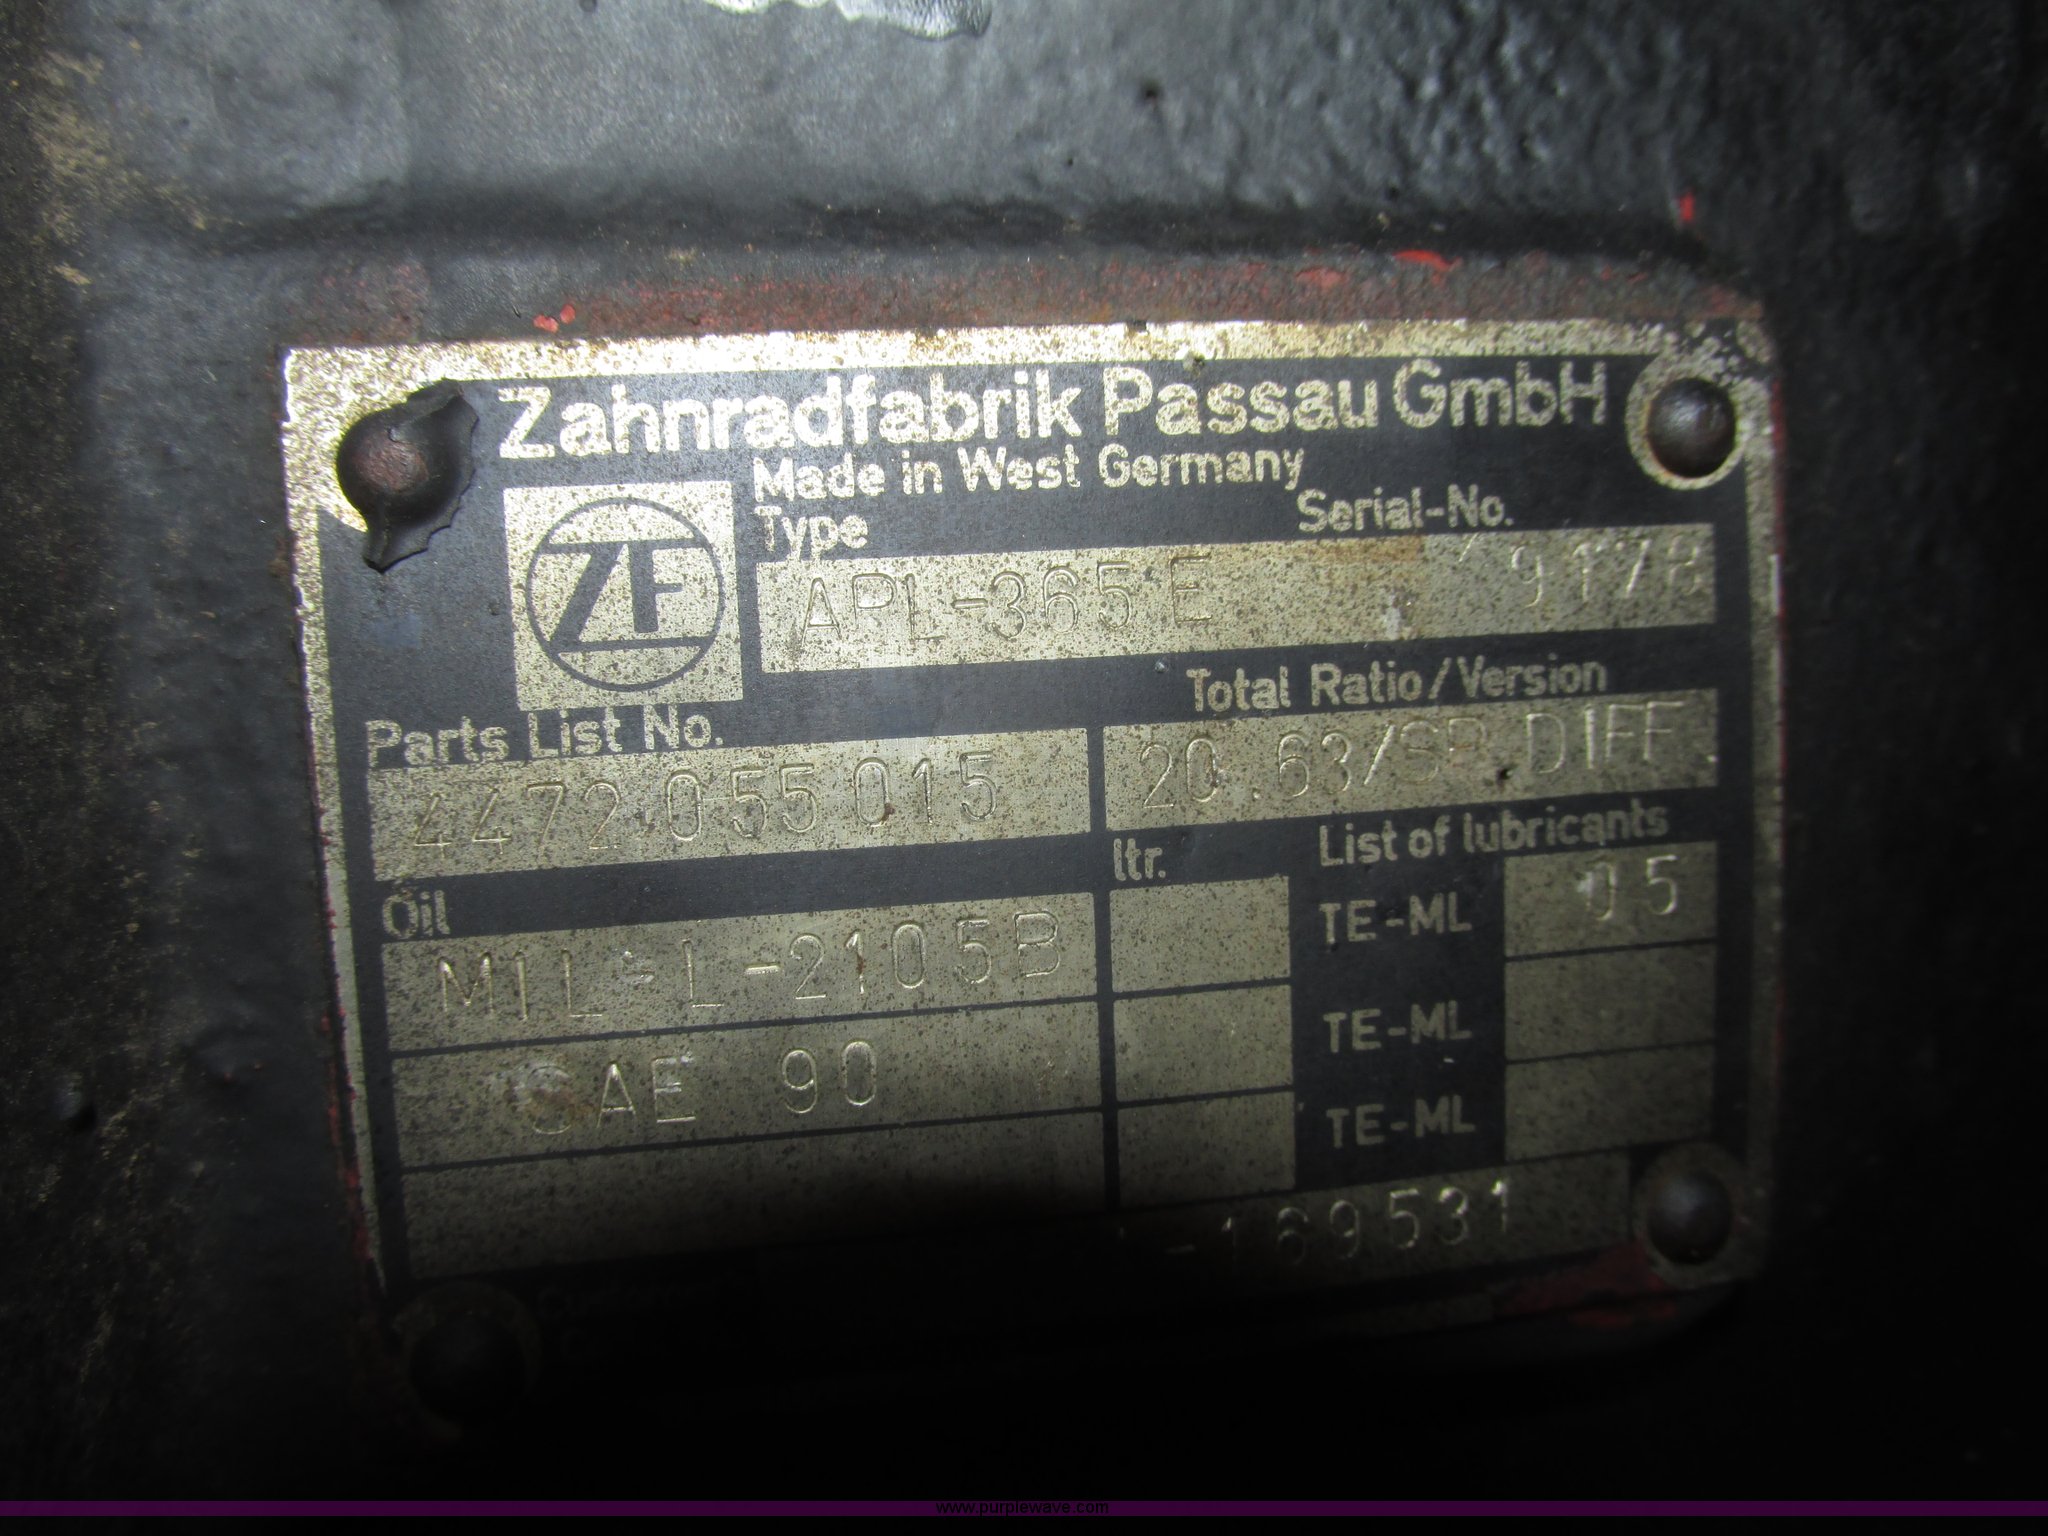 Zahnradfabrik Passau GmbH
Made in West Germany
ZF
Type Serial-No.
APL-365 E 9178
Parts List No. Total Ratio/Version
4472 055 015 20.63/SP.DIFF.
Oil ltr. List of lubricants
MIL-L-2105B TE-ML 05
SAE 90 TE-ML
TE-ML
169531
www.purplewave.com